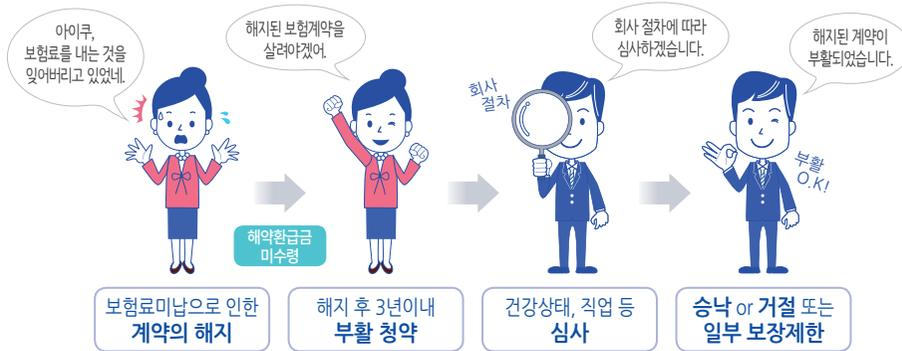 아이쿠,
보험료를 내는 것을
잊어버리고 있었네.
해지된 보험계약을
살려야겠어.
회사 절차에 따라
심사하겠습니다.
해지된 계약이
부활되었습니다.
회사
절차
부활
O.K!
해약환급금
미수령
보험료미납으로 인한
계약의 해지
해지 후 3년이내
부활 청약
건강상태, 직업 등
심사
승낙 or 거절 또는
일부 보장제한